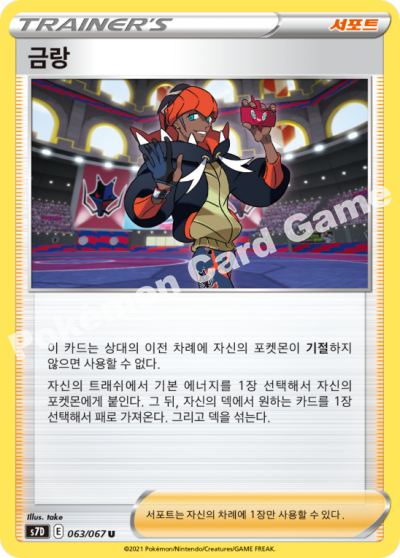 TRAINER'S
서포트
금랑
Pokémon Card Game
이 카드는 상대의 이전 차례에 자신의 포켓몬이 기절하지
않으면 사용할 수 없다.
자신의 트래쉬에서 기본 에너지를 1장 선택해서 자신의
포켓몬에게 붙인다. 그 뒤, 자신의 덱에서 원하는 카드를 1장
선택해서 패로 가져온다. 그리고 덱을 섞는다.
Illus. take
s7D E 063/067 U
서포트는 자신의 차례에 1장만 사용할 수 있다.
©2021 Pokémon/Nintendo/Creatures/GAME FREAK.